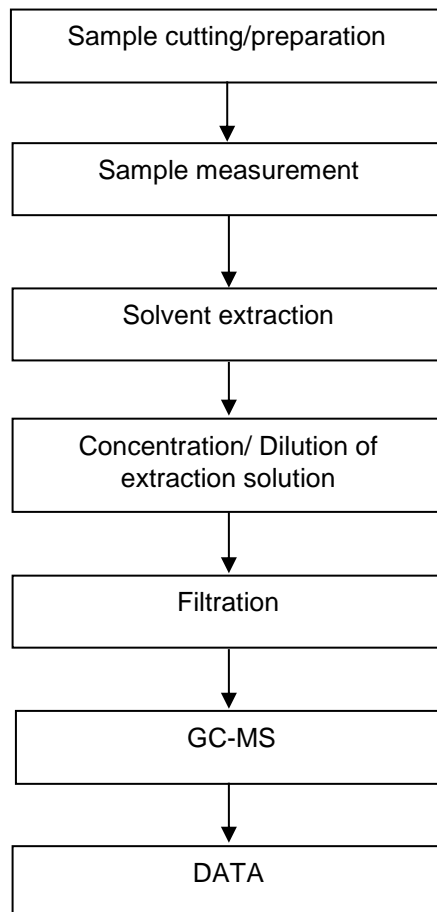 Sample cutting/preparation
Sample measurement
Solvent extraction
Concentration/ Dilution of
extraction solution
Filtration
GC-MS
DATA